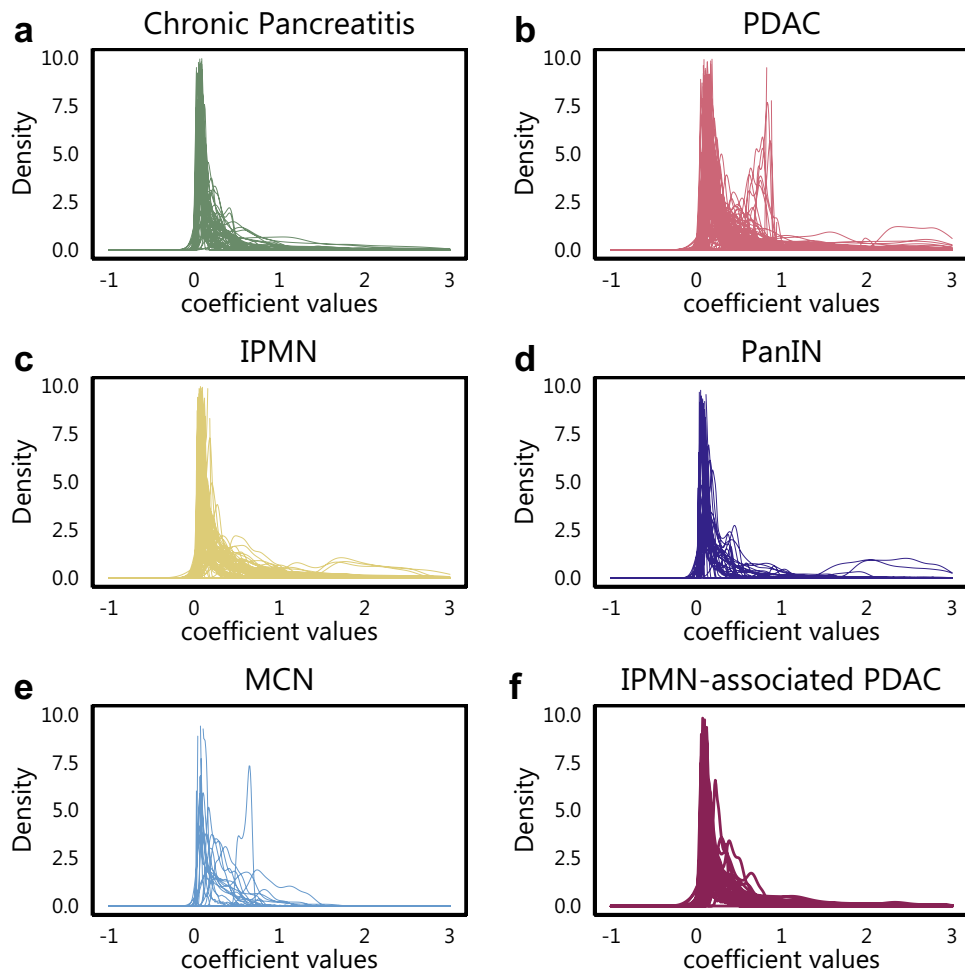 a Chronic Pancreatitis
10.0
7.5
5.0
2.5
0.0
Density
-1 0 1 2 3
coefficient values
b PDAC
10.0
7.5
5.0
2.5
0.0
Density
-1 0 1 2 3
coefficient values
c IPMN
10.0
7.5
5.0
2.5
0.0
Density
-1 0 1 2 3
coefficient values
d PanIN
10.0
7.5
5.0
2.5
0.0
Density
-1 0 1 2 3
coefficient values
e MCN
10.0
7.5
5.0
2.5
0.0
Density
-1 0 1 2 3
coefficient values
f IPMN-associated PDAC
10.0
7.5
5.0
2.5
0.0
Density
-1 0 1 2 3
coefficient values